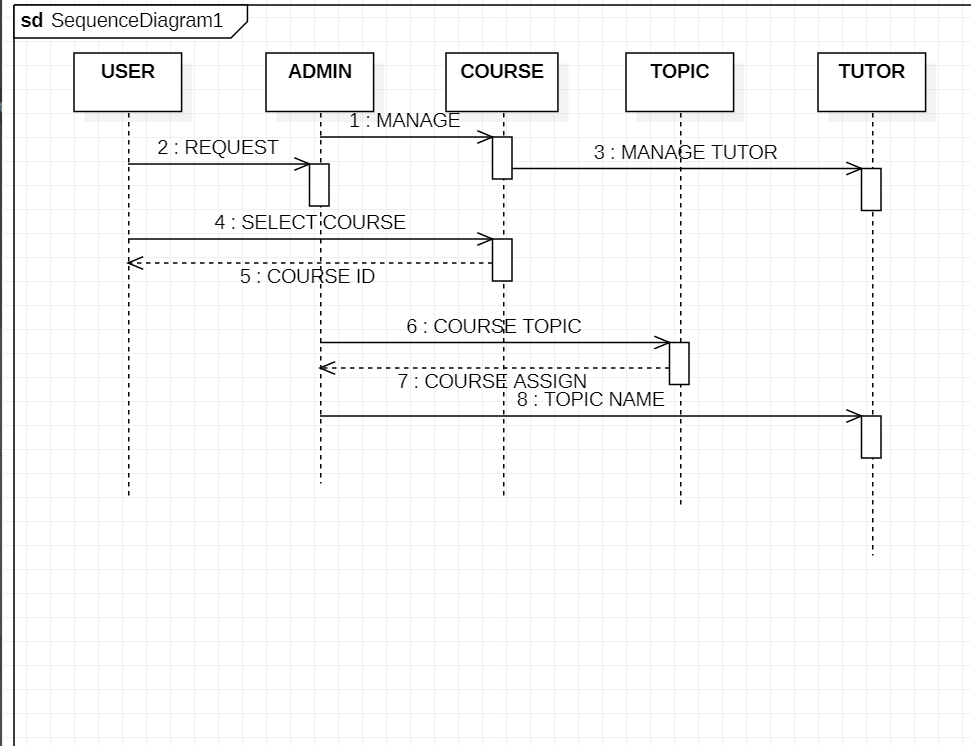 sd SequenceDiagram1
USER
ADMIN
COURSE
TOPIC
TUTOR
1 : MANAGE
2 : REQUEST
3 : MANAGE TUTOR
4 : SELECT COURSE
5 : COURSE ID
6 : COURSE TOPIC
7 : COURSE ASSIGN
8 : TOPIC NAME